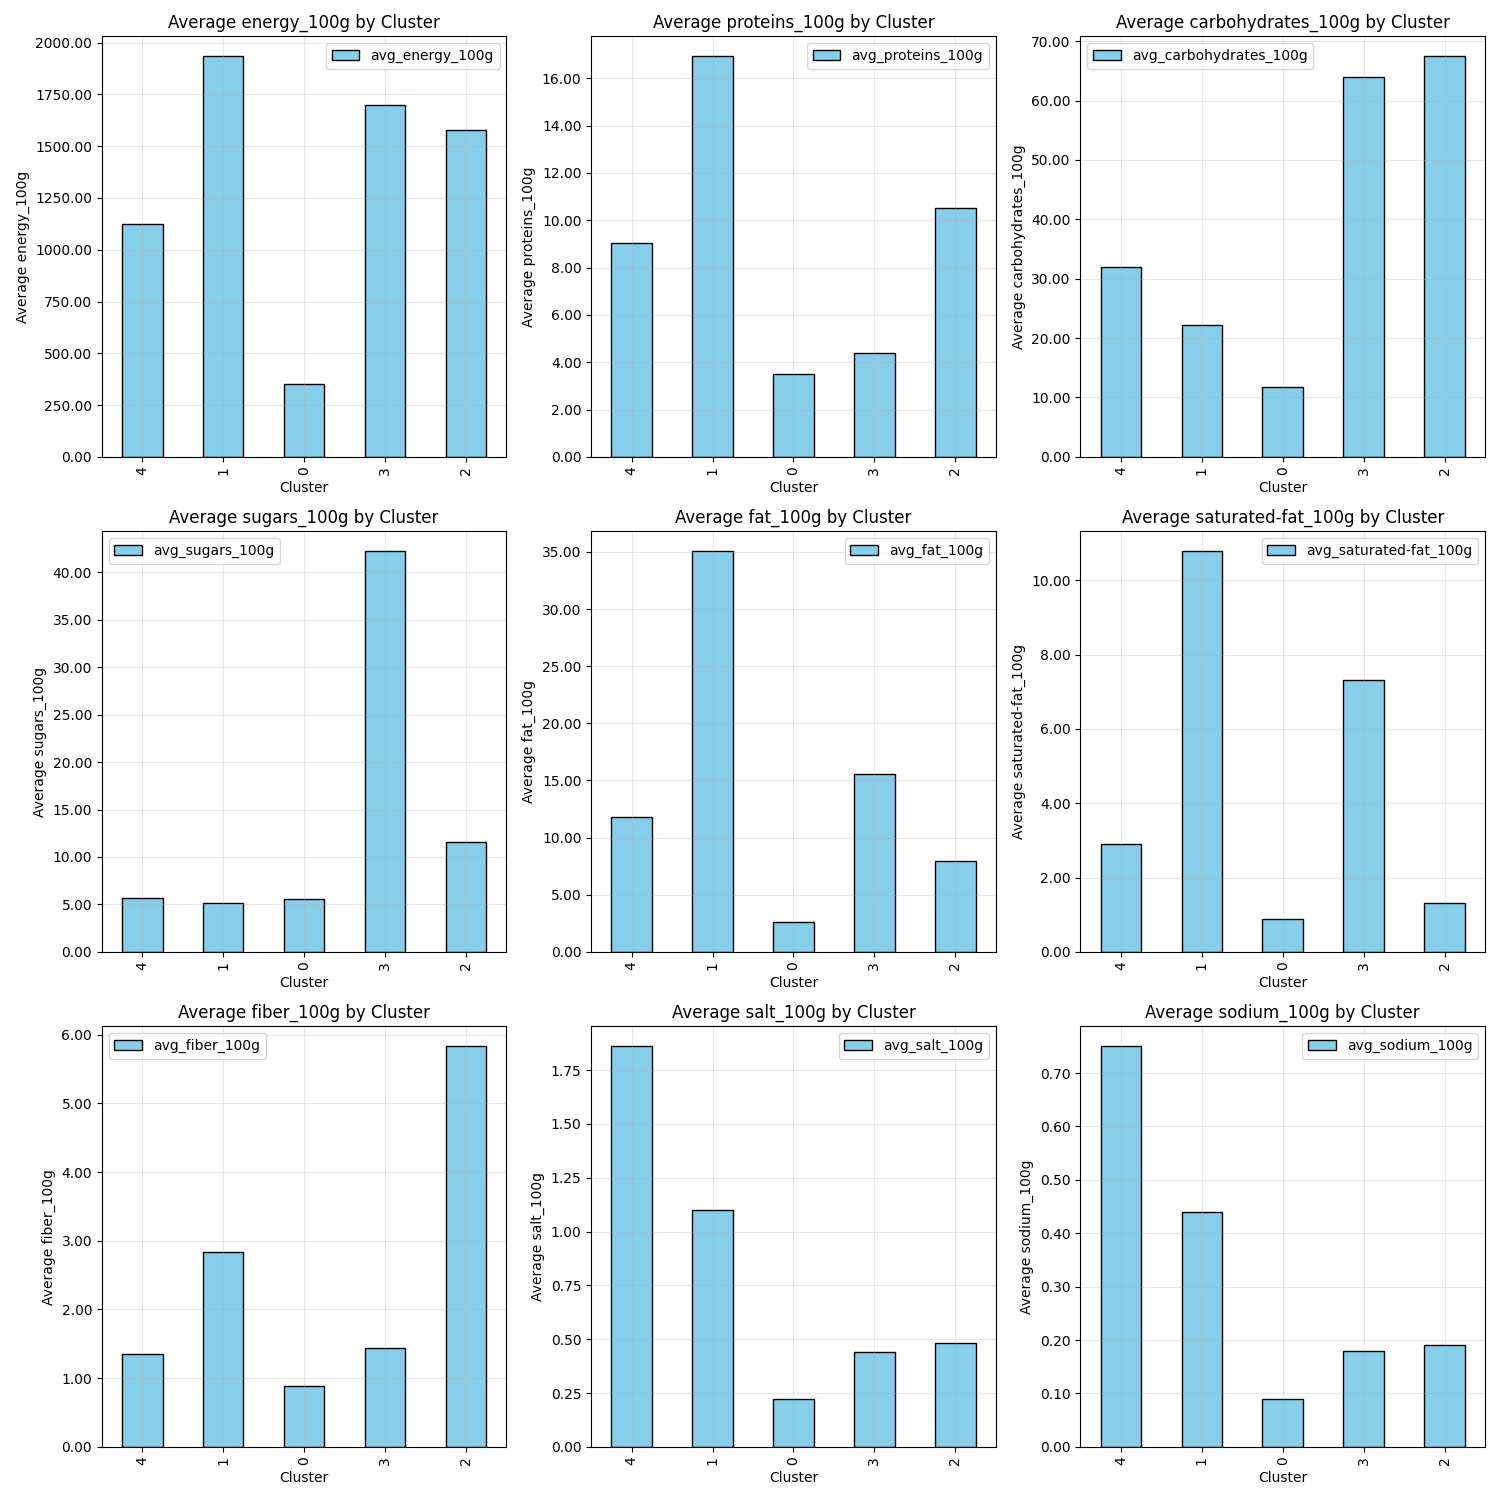 Average energy_100g by Cluster
avg_energy_100g
Average energy_100g
2000.00
1750.00
1500.00
1250.00
1000.00
750.00
500.00
250.00
0.00
4 1 0 3 2
Cluster
Average proteins_100g by Cluster
avg_proteins_100g
Average proteins_100g
16.00
14.00
12.00
10.00
8.00
6.00
4.00
2.00
0.00
4 1 0 3 2
Cluster
Average carbohydrates_100g by Cluster
avg_carbohydrates_100g
Average carbohydrates_100g
70.00
60.00
50.00
40.00
30.00
20.00
10.00
0.00
4 1 0 3 2
Cluster
Average sugars_100g by Cluster
avg_sugars_100g
Average sugars_100g
40.00
35.00
30.00
25.00
20.00
15.00
10.00
5.00
0.00
4 1 0 3 2
Cluster
Average fat_100g by Cluster
avg_fat_100g
Average fat_100g
35.00
30.00
25.00
20.00
15.00
10.00
5.00
0.00
4 1 0 3 2
Cluster
Average saturated-fat_100g by Cluster
avg_saturated-fat_100g
Average saturated-fat_100g
10.00
8.00
6.00
4.00
2.00
0.00
4 1 0 3 2
Cluster
Average fiber_100g by Cluster
avg_fiber_100g
Average fiber_100g
6.00
5.00
4.00
3.00
2.00
1.00
0.00
4 1 0 3 2
Cluster
Average salt_100g by Cluster
avg_salt_100g
Average salt_100g
1.75
1.50
1.25
1.00
0.75
0.50
0.25
0.00
4 1 0 3 2
Cluster
Average sodium_100g by Cluster
avg_sodium_100g
Average sodium_100g
0.70
0.60
0.50
0.40
0.30
0.20
0.10
0.00
4 1 0 3 2
Cluster